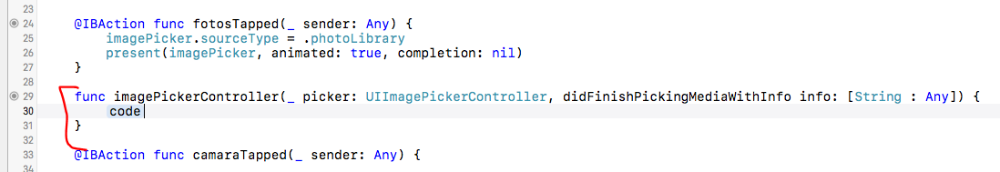 23
24 @IBAction func fotosTapped(_ sender: Any) {
25 imagePicker.sourceType = .photoLibrary
26 present(imagePicker, animated: true, completion: nil)
27 }
28
29 func imagePickerController(_ picker: UIImagePickerController, didFinishPickingMediaWithInfo info: [String : Any]) {
30 code
31 }
32
33 @IBAction func camaraTapped(_ sender: Any) {
34